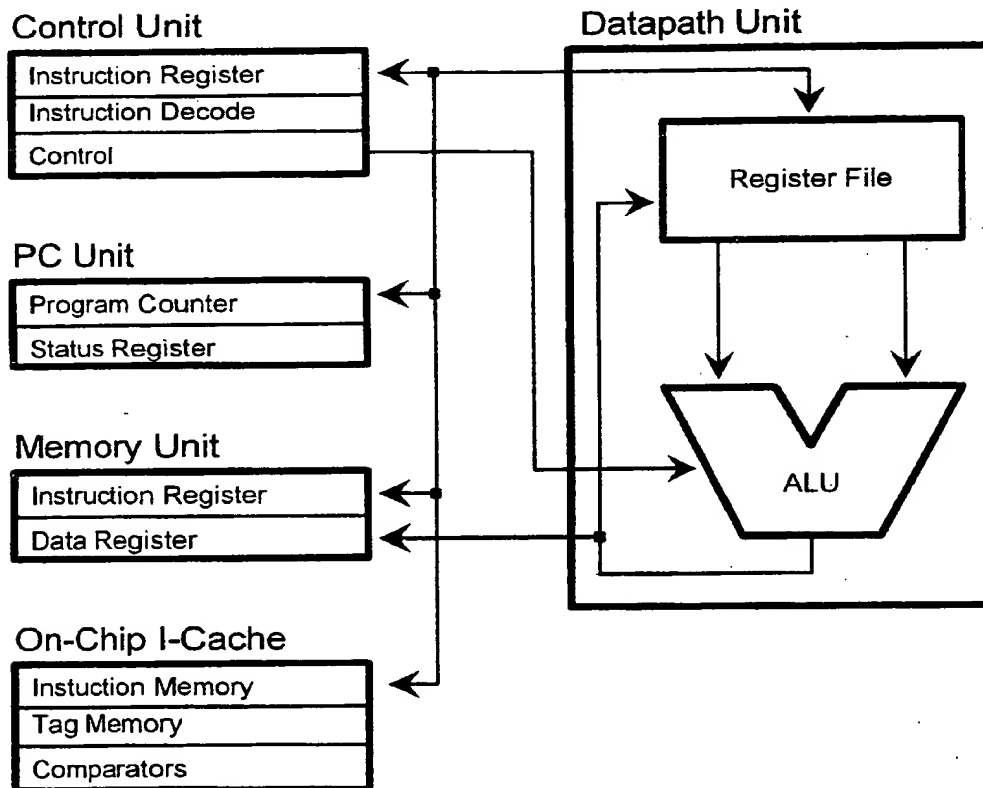 Control Unit
Instruction Register
Instruction Decode
Control
PC Unit
Program Counter
Status Register
Memory Unit
Instruction Register
Data Register
On-Chip I-Cache
Instuction Memory
Tag Memory
Comparators
Datapath Unit
Register File
ALU